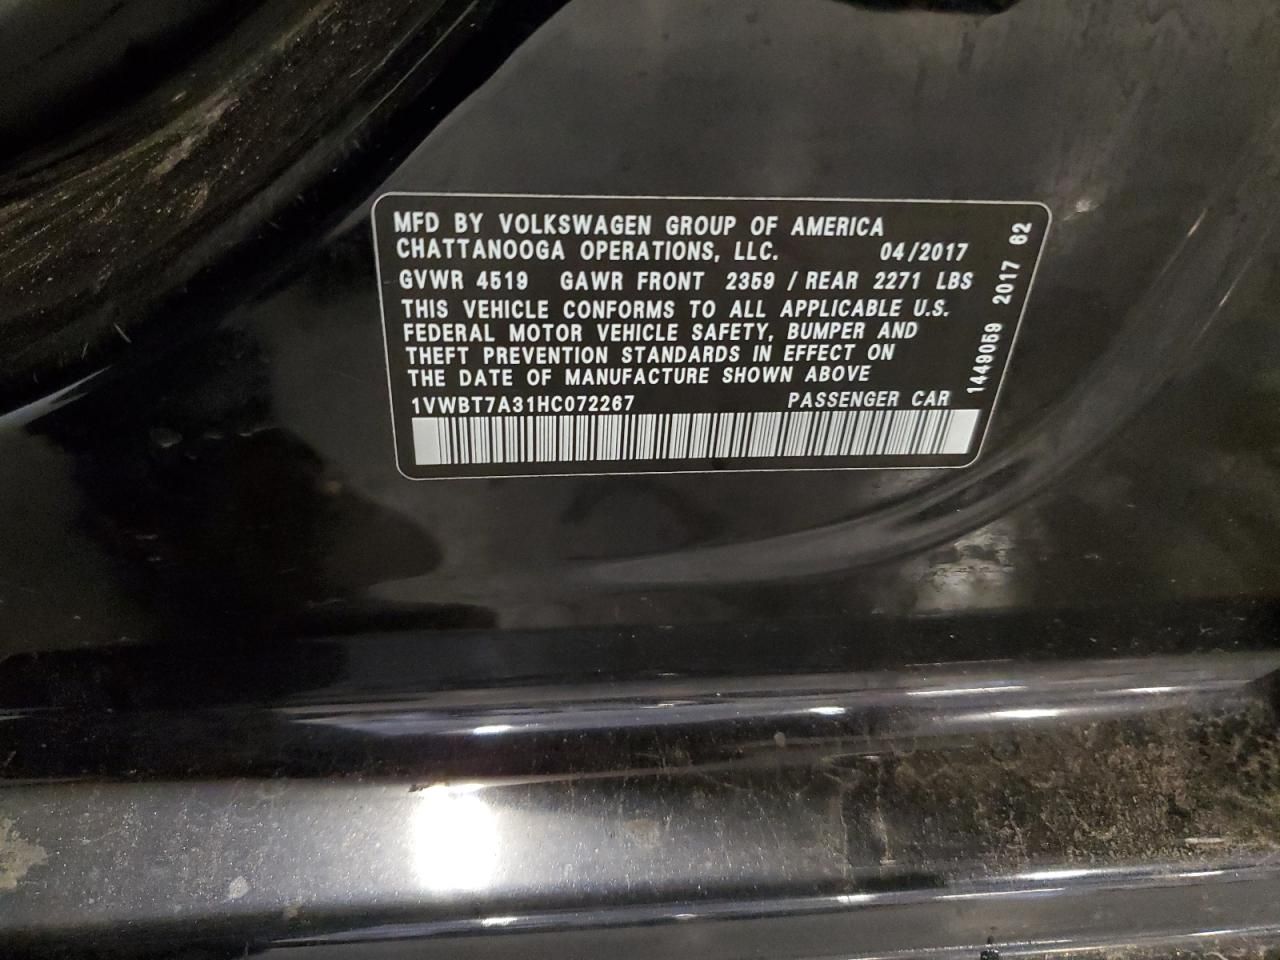 MFD BY VOLKSWAGEN GROUP OF AMERICA
CHATTANOOGA OPERATIONS, LLC. 04/2017
GVWR 4519 GAWR FRONT 2359 / REAR 2271 LBS
THIS VEHICLE CONFORMS TO ALL APPLICABLE U.S.
FEDERAL MOTOR VEHICLE SAFETY, BUMPER AND
THEFT PREVENTION STANDARDS IN EFFECT ON
THE DATE OF MANUFACTURE SHOWN ABOVE
1VWBT7A31HC072267 PASSENGER CAR
1449059 2017 62